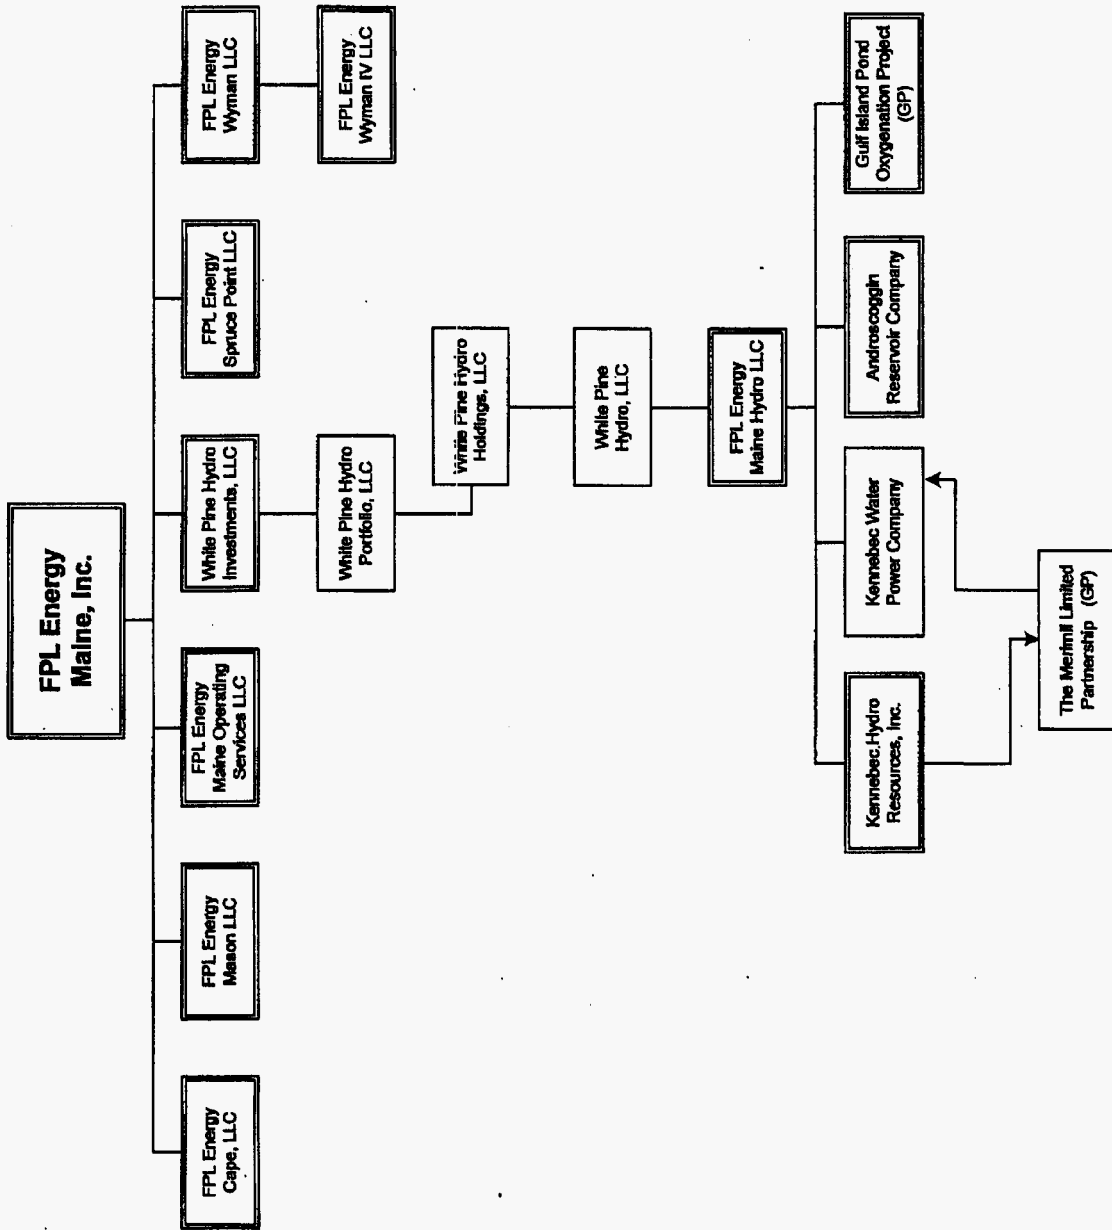 FPL Energy
Maine, Inc.
FPL Energy
Cape, LLC
FPL Energy
Mason LLC
FPL Energy
Maine Operating
Services LLC
White Pine Hydro
Investments, LLC
FPL Energy
Spruce Point LLC
FPL Energy
Wyman LLC
White Pine Hydro
Portfolio, LLC
FPL Energy
Wyman IV LLC
White Pine Hydro
Holdings, LLC
White Pine
Hydro, LLC
FPL Energy
Maine Hydro LLC
Kennebec Hydro
Resources, Inc.
Kennebec Water
Power Company
Androscoggin
Reservoir Company
Gulf Island Pond
Oxygenation Project
(GP)
The Merimil Limited
Partnership (GP)